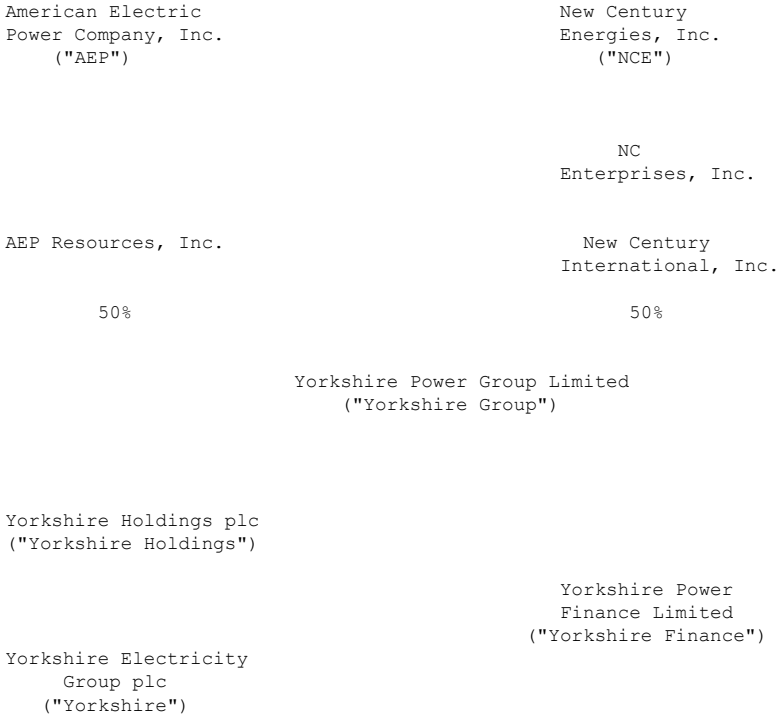 American Electric New Century
Power Company, Inc. Energies, Inc.
("AEP") ("NCE")
NC
Enterprises, Inc.
AEP Resources, Inc. New Century
International, Inc.
50% 50%
Yorkshire Power Group Limited
("Yorkshire Group")
Yorkshire Holdings plc
("Yorkshire Holdings")
Yorkshire Power
Finance Limited
("Yorkshire Finance")
Yorkshire Electricity
Group plc
("Yorkshire")